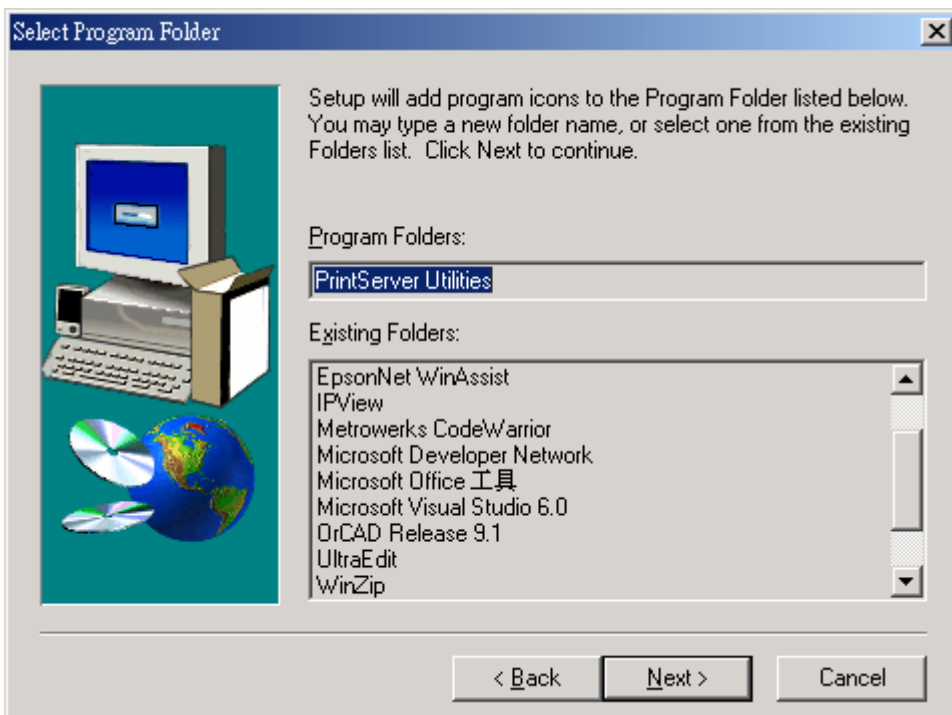 Select Program Folder
Setup will add program icons to the Program Folder listed below.
You may type a new folder name, or select one from the existing
Folders list.  Click Next to continue.
Program Folders:
PrintServer Utilities
Existing Folders:
EpsonNet WinAssist
IPView
Metrowerks CodeWarrior
Microsoft Developer Network
Microsoft Office 工具
Microsoft Visual Studio 6.0
OrCAD Release 9.1
UltraEdit
WinZip
< Back
Next >
Cancel